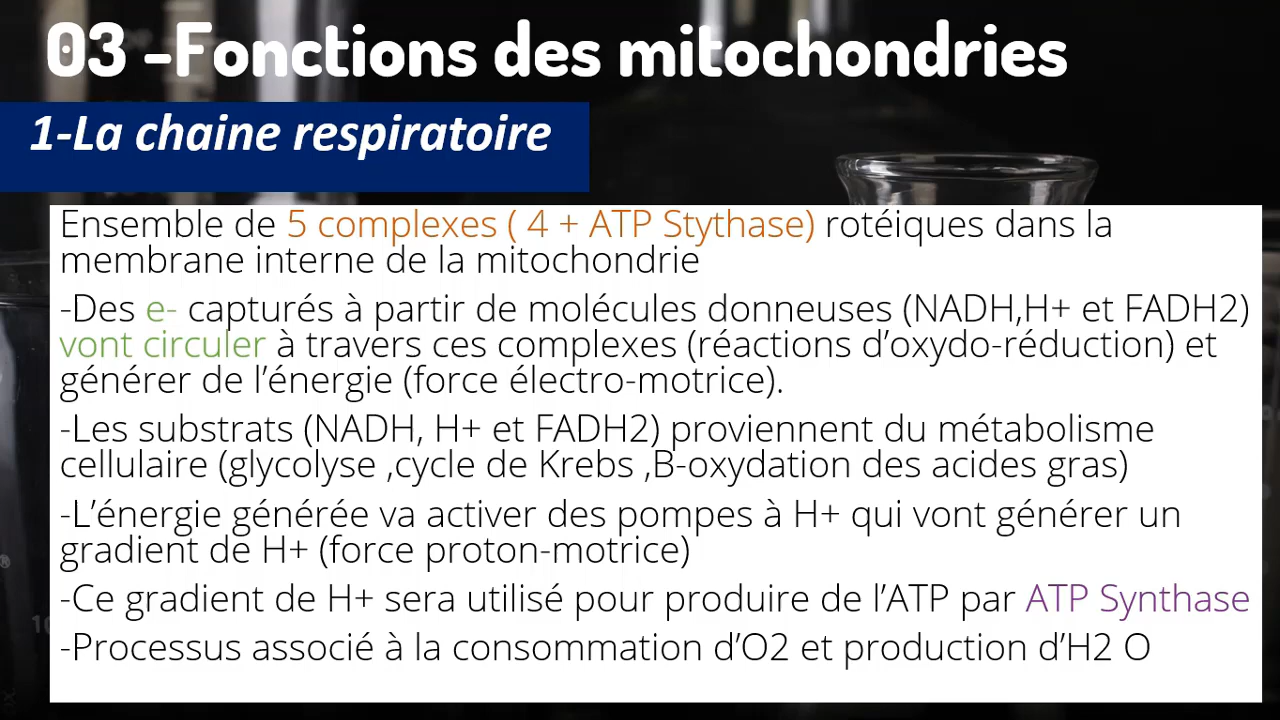 03 -Fonctions des mitochondries
1-La chaine respiratoire
Ensemble de 5 complexes ( 4 + ATP Stythase) rotéiques dans la
membrane interne de la mitochondrie
-Des e- capturés à partir de molécules donneuses (NADH,H+ et FADH2)
vont circuler à travers ces complexes (réactions d’oxydo-réduction) et
générer de l’énergie (force électro-motrice).
-Les substrats (NADH, H+ et FADH2) proviennent du métabolisme
cellulaire (glycolyse ,cycle de Krebs ,B-oxydation des acides gras)
-L’énergie générée va activer des pompes à H+ qui vont générer un
gradient de H+ (force proton-motrice)
-Ce gradient de H+ sera utilisé pour produire de l’ATP par ATP Synthase
-Processus associé à la consommation d’O2 et production d’H2 O